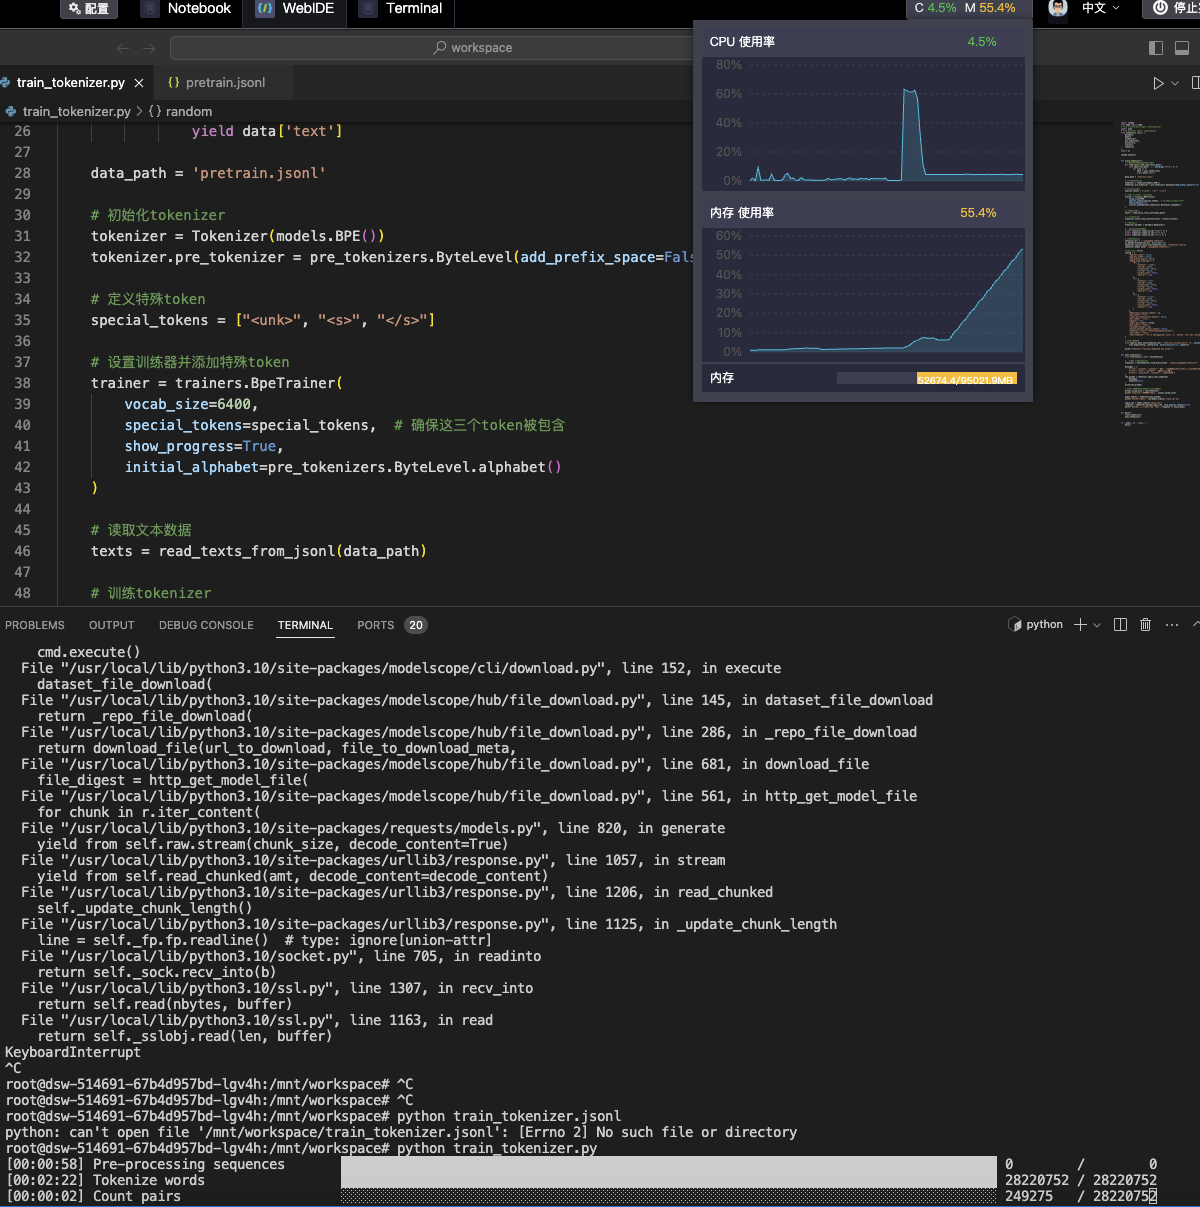 配置
Notebook
WebIDE
Terminal
C 4.5% M 55.4%
中文
workspace
train_tokenizer.py
pretrain.jsonl
train_tokenizer.py > {} random
26 yield data['text']
27
28 data_path = 'pretrain.jsonl'
29
30 # 初始化tokenizer
31 tokenizer = Tokenizer(models.BPE())
32 tokenizer.pre_tokenizer = pre_tokenizers.ByteLevel(add_prefix_space=Fals
33
34 # 定义特殊token
35 special_tokens = ["<unk>", "<s>", "</s>"]
36
37 # 设置训练器并添加特殊token
38 trainer = trainers.BpeTrainer(
39 vocab_size=6400,
40 special_tokens=special_tokens, # 确保这三个token被包含
41 show_progress=True,
42 initial_alphabet=pre_tokenizers.ByteLevel.alphabet()
43 )
44
45 # 读取文本数据
46 texts = read_texts_from_jsonl(data_path)
47
48 # 训练tokenizer
CPU 使用率 4.5%
80%
60%
40%
20%
0%
内存 使用率 55.4%
60%
50%
40%
30%
20%
10%
0%
内存 52674.4/95021.9MB
PROBLEMS OUTPUT DEBUG CONSOLE TERMINAL PORTS 20
python
cmd.execute()
File "/usr/local/lib/python3.10/site-packages/modelscope/cli/download.py", line 152, in execute
dataset_file_download(
File "/usr/local/lib/python3.10/site-packages/modelscope/hub/file_download.py", line 145, in dataset_file_download
return _repo_file_download(
File "/usr/local/lib/python3.10/site-packages/modelscope/hub/file_download.py", line 286, in _repo_file_download
return download_file(url_to_download, file_to_download_meta,
File "/usr/local/lib/python3.10/site-packages/modelscope/hub/file_download.py", line 681, in download_file
file_digest = http_get_model_file(
File "/usr/local/lib/python3.10/site-packages/modelscope/hub/file_download.py", line 561, in http_get_model_file
for chunk in r.iter_content(
File "/usr/local/lib/python3.10/site-packages/requests/models.py", line 820, in generate
yield from self.raw.stream(chunk_size, decode_content=True)
File "/usr/local/lib/python3.10/site-packages/urllib3/response.py", line 1057, in stream
yield from self.read_chunked(amt, decode_content=decode_content)
File "/usr/local/lib/python3.10/site-packages/urllib3/response.py", line 1206, in read_chunked
self._update_chunk_length()
File "/usr/local/lib/python3.10/site-packages/urllib3/response.py", line 1125, in _update_chunk_length
line = self._fp.fp.readline() # type: ignore[union-attr]
File "/usr/local/lib/python3.10/socket.py", line 705, in readinto
return self._sock.recv_into(b)
File "/usr/local/lib/python3.10/ssl.py", line 1307, in recv_into
return self.read(nbytes, buffer)
File "/usr/local/lib/python3.10/ssl.py", line 1163, in read
return self._sslobj.read(len, buffer)
KeyboardInterrupt
^C
root@dsw-514691-67b4d957bd-lgv4h:/mnt/workspace# ^C
root@dsw-514691-67b4d957bd-lgv4h:/mnt/workspace# ^C
root@dsw-514691-67b4d957bd-lgv4h:/mnt/workspace# python train_tokenizer.jsonl
python: can't open file '/mnt/workspace/train_tokenizer.jsonl': [Errno 2] No such file or directory
root@dsw-514691-67b4d957bd-lgv4h:/mnt/workspace# python train_tokenizer.py
[00:00:58] Pre-processing sequences 0 / 0
[00:02:22] Tokenize words 28220752 / 28220752
[00:00:02] Count pairs 249275 / 28220752